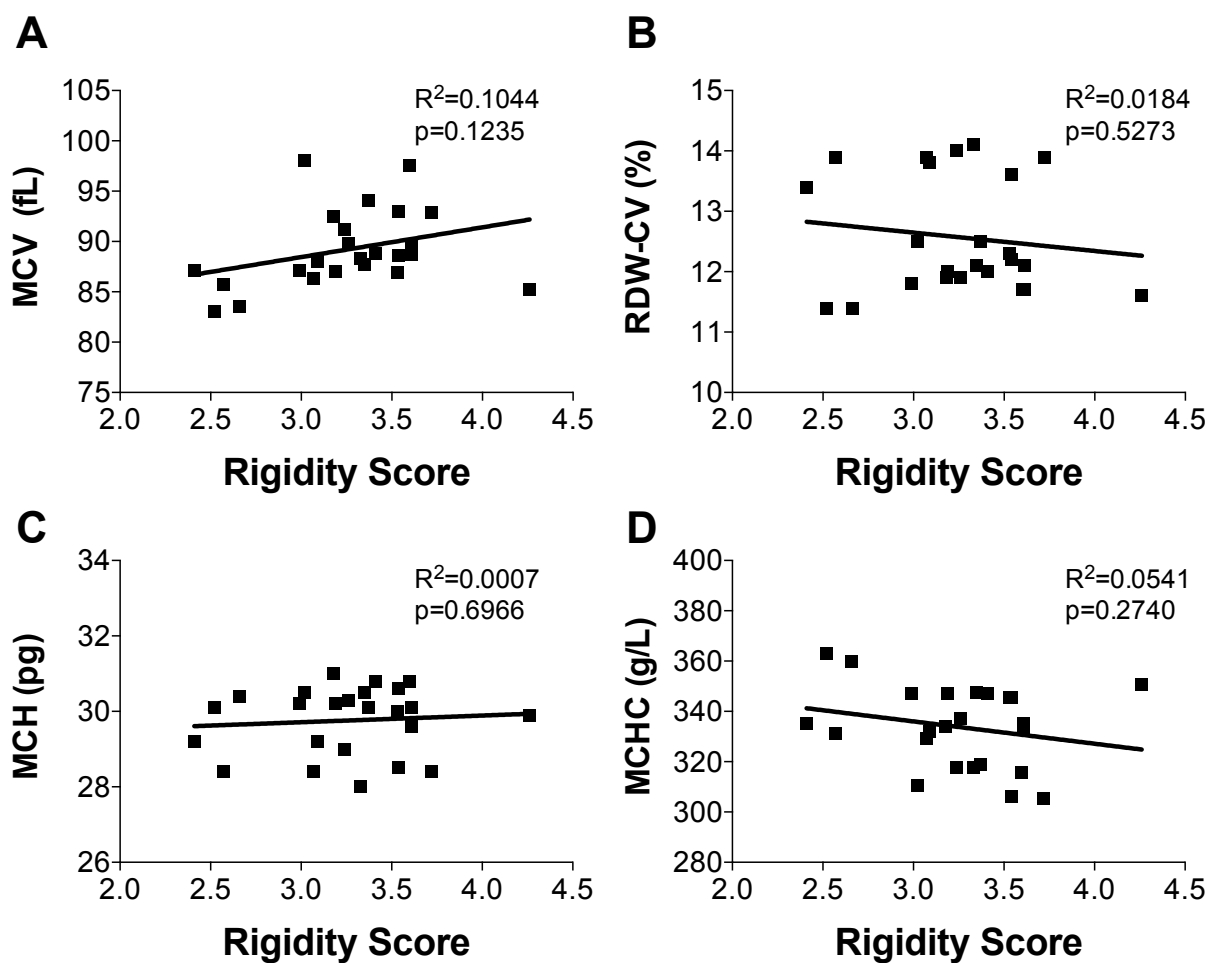 A
R²=0.1044
p=0.1235
MCV (fL)
105
100
95
90
85
80
75
2.0 2.5 3.0 3.5 4.0 4.5
Rigidity Score
B
R²=0.0184
p=0.5273
RDW-CV (%)
15
14
13
12
11
10
2.0 2.5 3.0 3.5 4.0 4.5
Rigidity Score
C
R²=0.0007
p=0.6966
MCH (pg)
34
32
30
28
26
2.0 2.5 3.0 3.5 4.0 4.5
Rigidity Score
D
R²=0.0541
p=0.2740
MCHC (g/L)
400
380
360
340
320
300
280
2.0 2.5 3.0 3.5 4.0 4.5
Rigidity Score